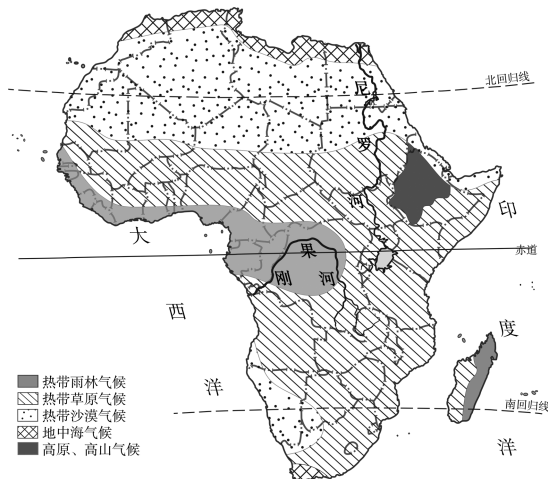 北回归线
尼
罗
河
印
大
赤道
果
刚
河
西
度
洋
南回归线
洋
热带雨林气候
热带草原气候
热带沙漠气候
地中海气候
高原、高山气候